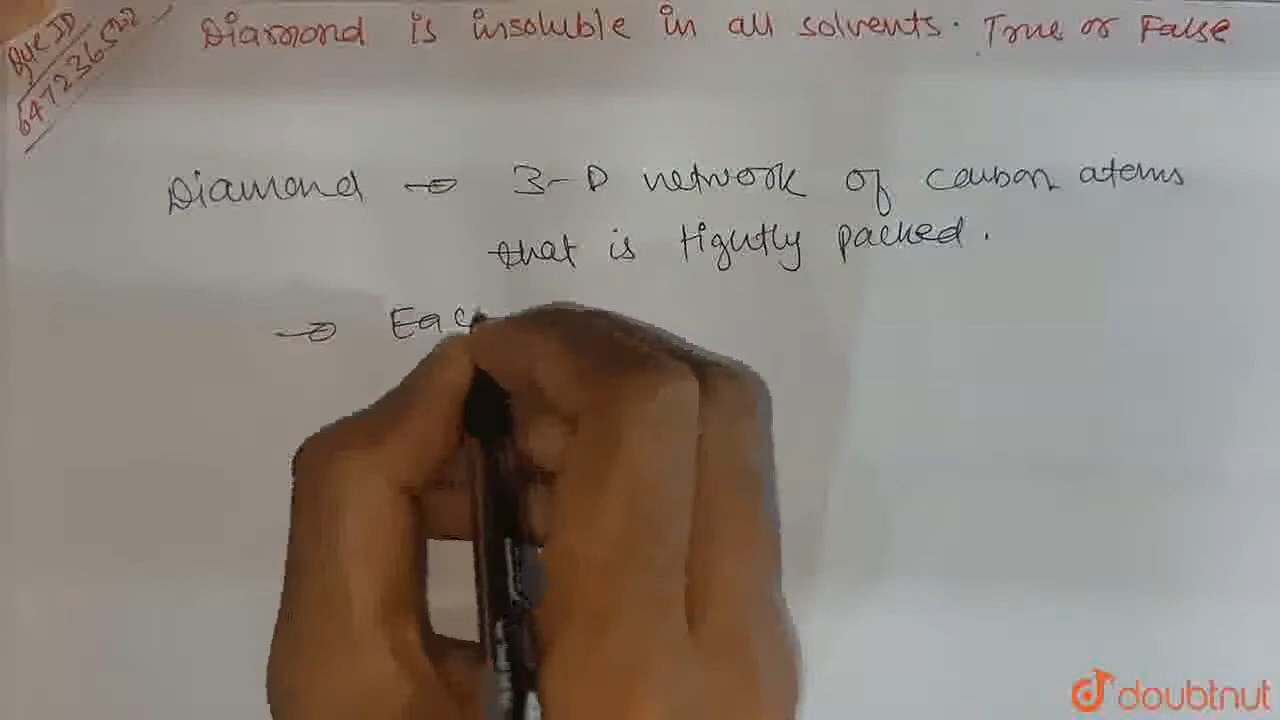 Que ID
647236502
Diamond is insoluble in all solvents. True or False
Diamond → 3-D network of carbon atoms
that is tightly packed.
→ Eac
doubtnut